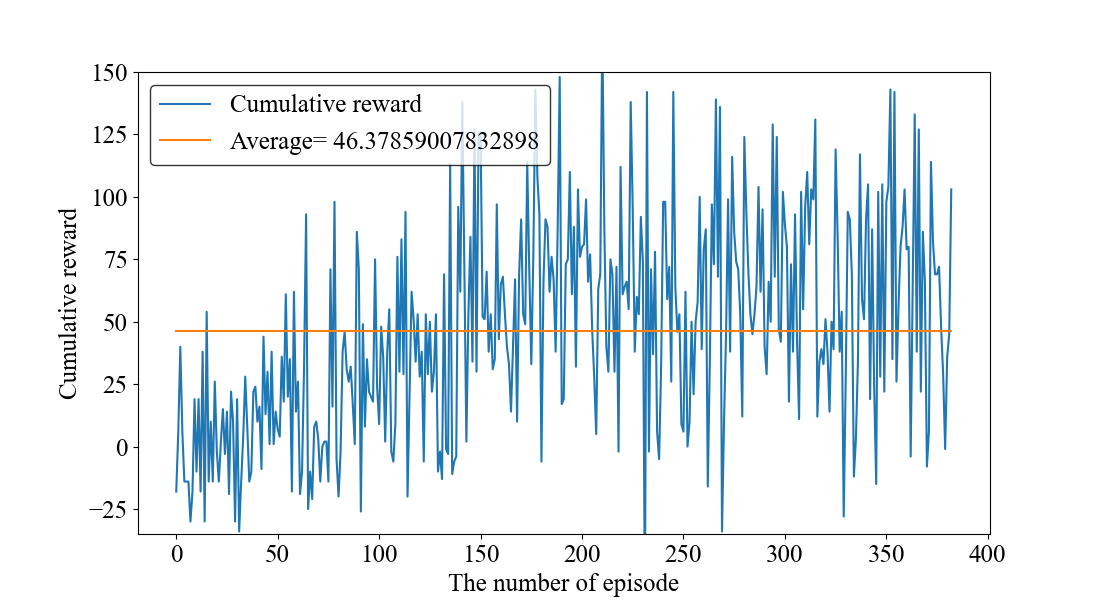 150
125
100
75
50
25
0
−25
Cumulative reward
Cumulative reward
Average= 46.37859007832898
0 50 100 150 200 250 300 350 400
The number of episode